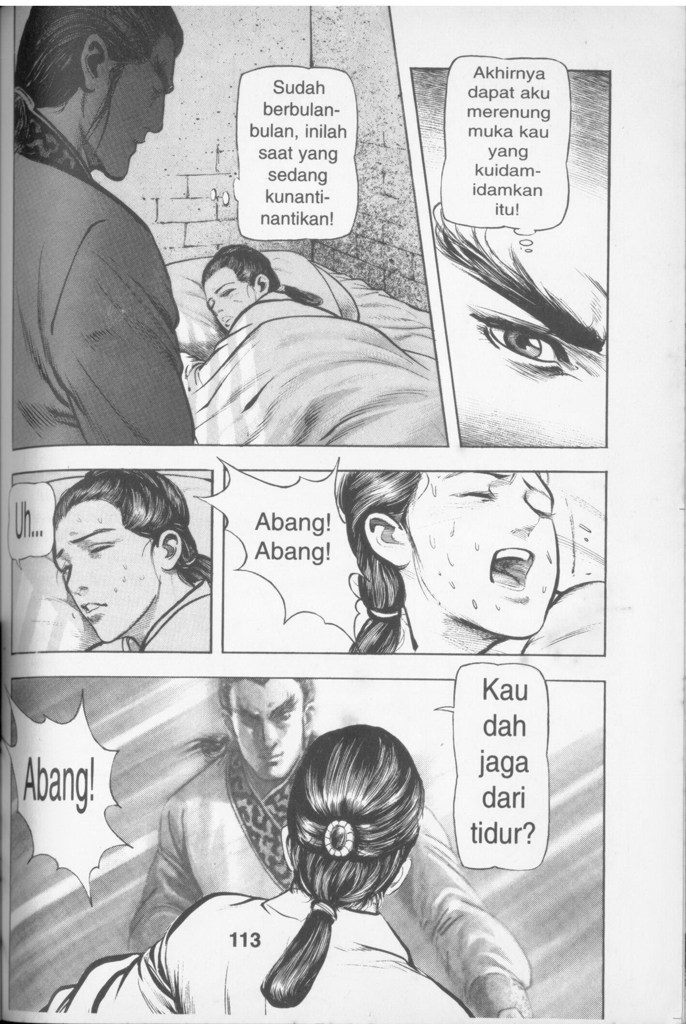 Sudah
berbulan-
bulan, inilah
saat yang
sedang
kunanti-
nantikan!
Akhirnya
dapat aku
merenung
muka kau
yang
kuidam-
idamkan
itu!
Uh...
Abang!
Abang!
Abang!
Kau
dah
jaga
dari
tidur?
113